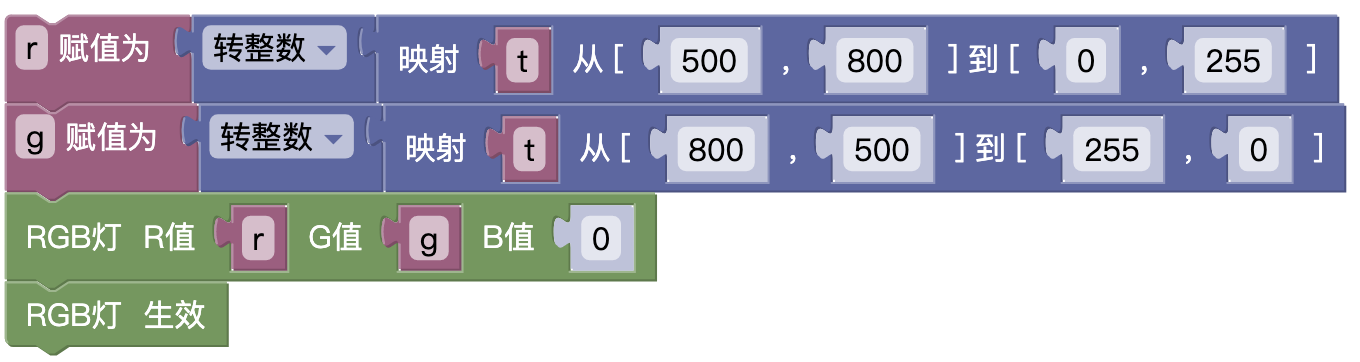 r 赋值为 转整数 映射 t 从 [ 500 , 800 ] 到 [ 0 , 255 ]
g 赋值为 转整数 映射 t 从 [ 800 , 500 ] 到 [ 255 , 0 ]
RGB灯 R值 r G值 g B值 0
RGB灯 生效